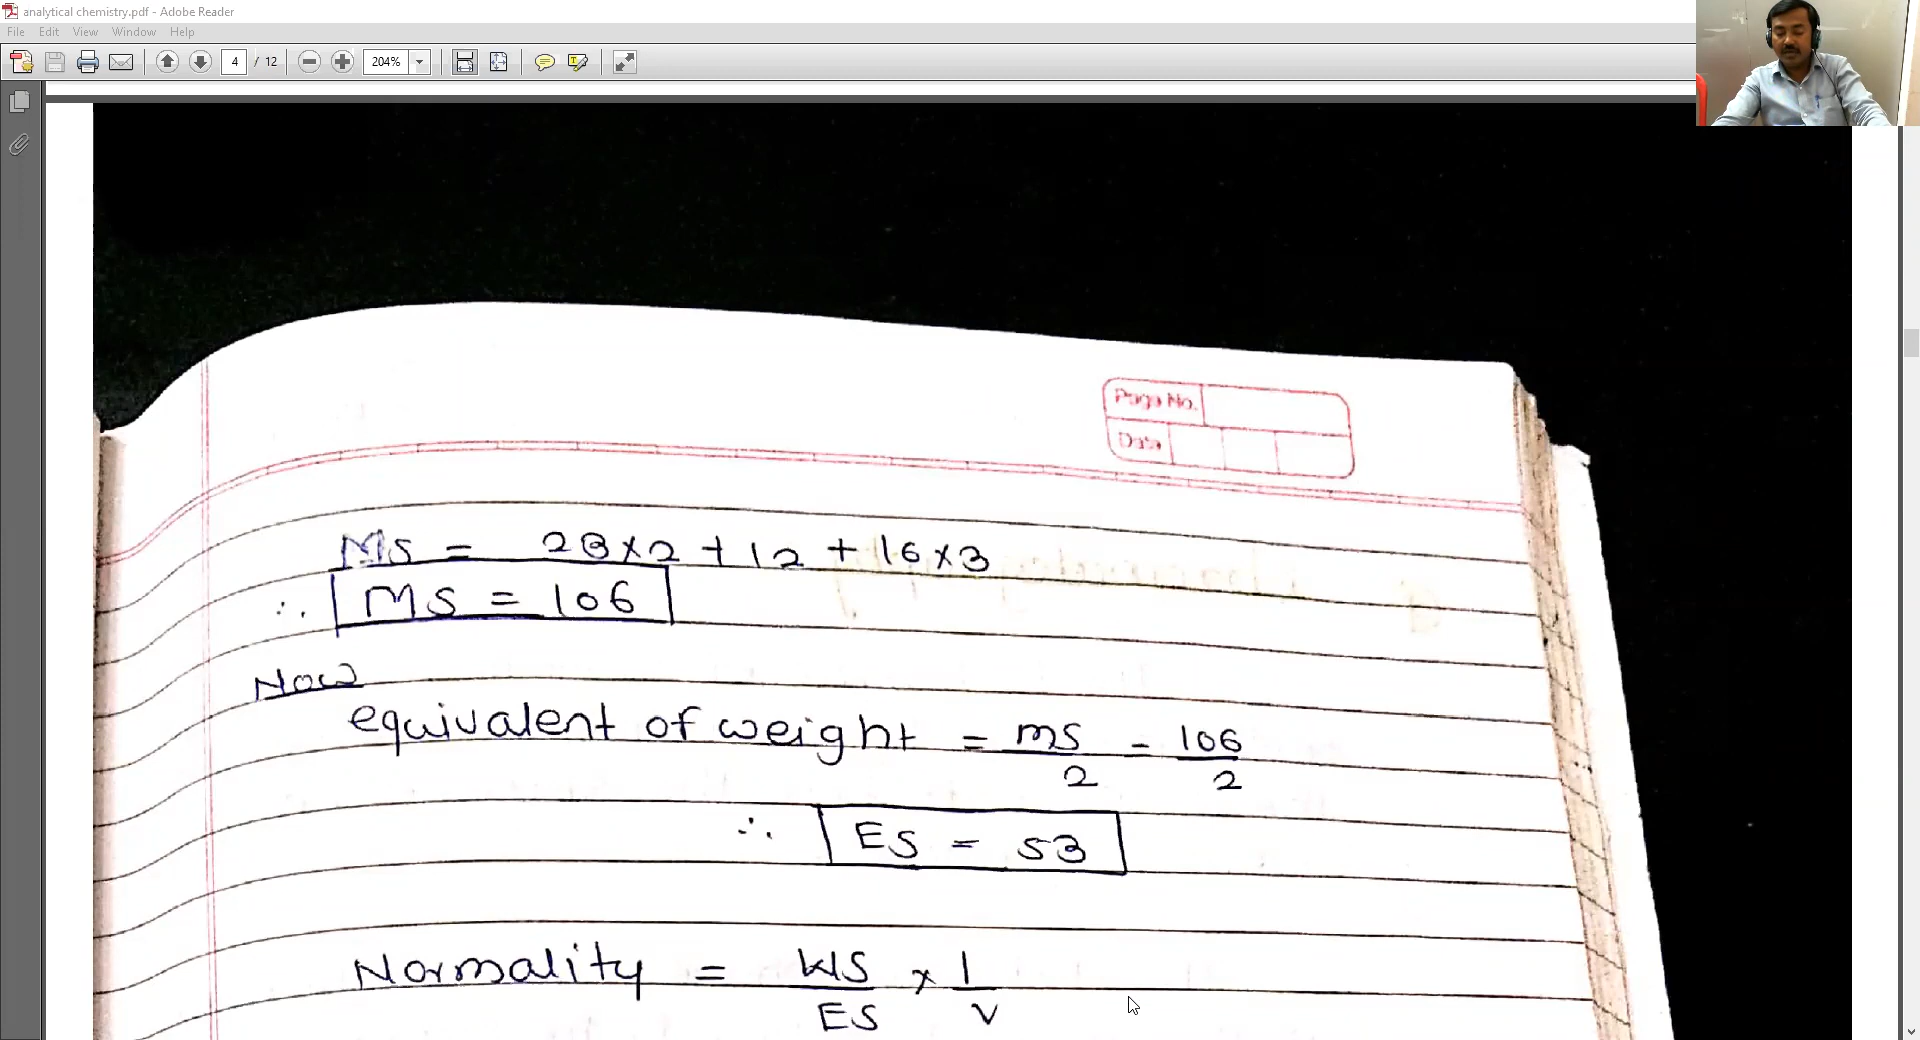 analytical chemistry.pdf - Adobe Reader
File Edit View Window Help
4 / 12 204%
Page No.
Date
MS = 23×2 + 12 + 16×3
∴ MS = 106
Now
equivalent of weight = MS/2 = 106/2
∴ ES = 53
Normality = WS/ES × 1/V